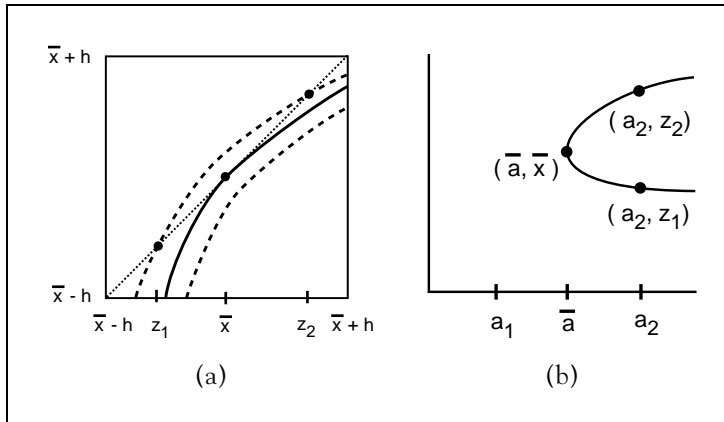 x̄ + h
x̄ - h
x̄ - h z₁ x̄ z₂ x̄ + h
(a)
(a₂, z₂)
(ā, x̄)
(a₂, z₁)
a₁ ā a₂
(b)